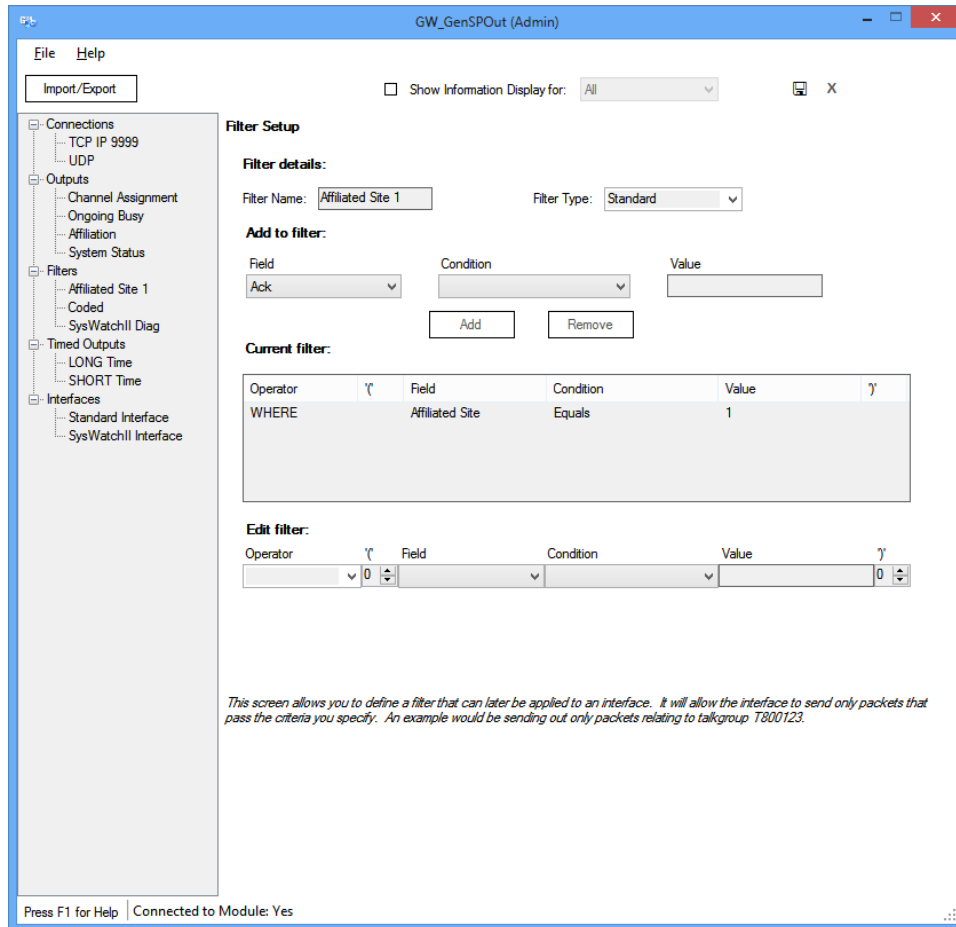 GW_GenSPOut (Admin)
File Help
Import/Export
Show Information Display for: All
X
Connections
TCP IP 9999
UDP
Outputs
Channel Assignment
Ongoing Busy
Affiliation
System Status
Filters
Affiliated Site 1
Coded
SysWatchII Diag
Timed Outputs
LONG Time
SHORT Time
Interfaces
Standard Interface
SysWatchII Interface
Filter Setup
Filter details:
Filter Name: Affiliated Site 1 Filter Type: Standard
Add to filter:
Field Condition Value
Ack
Add Remove
Current filter:
Operator '(' Field Condition Value ')'
WHERE Affiliated Site Equals 1
Edit filter:
Operator '(' Field Condition Value ')'
0 0
This screen allows you to define a filter that can later be applied to an interface. It will allow the interface to send only packets that
pass the criteria you specify. An example would be sending out only packets relating to talkgroup T800123.
Press F1 for Help Connected to Module: Yes